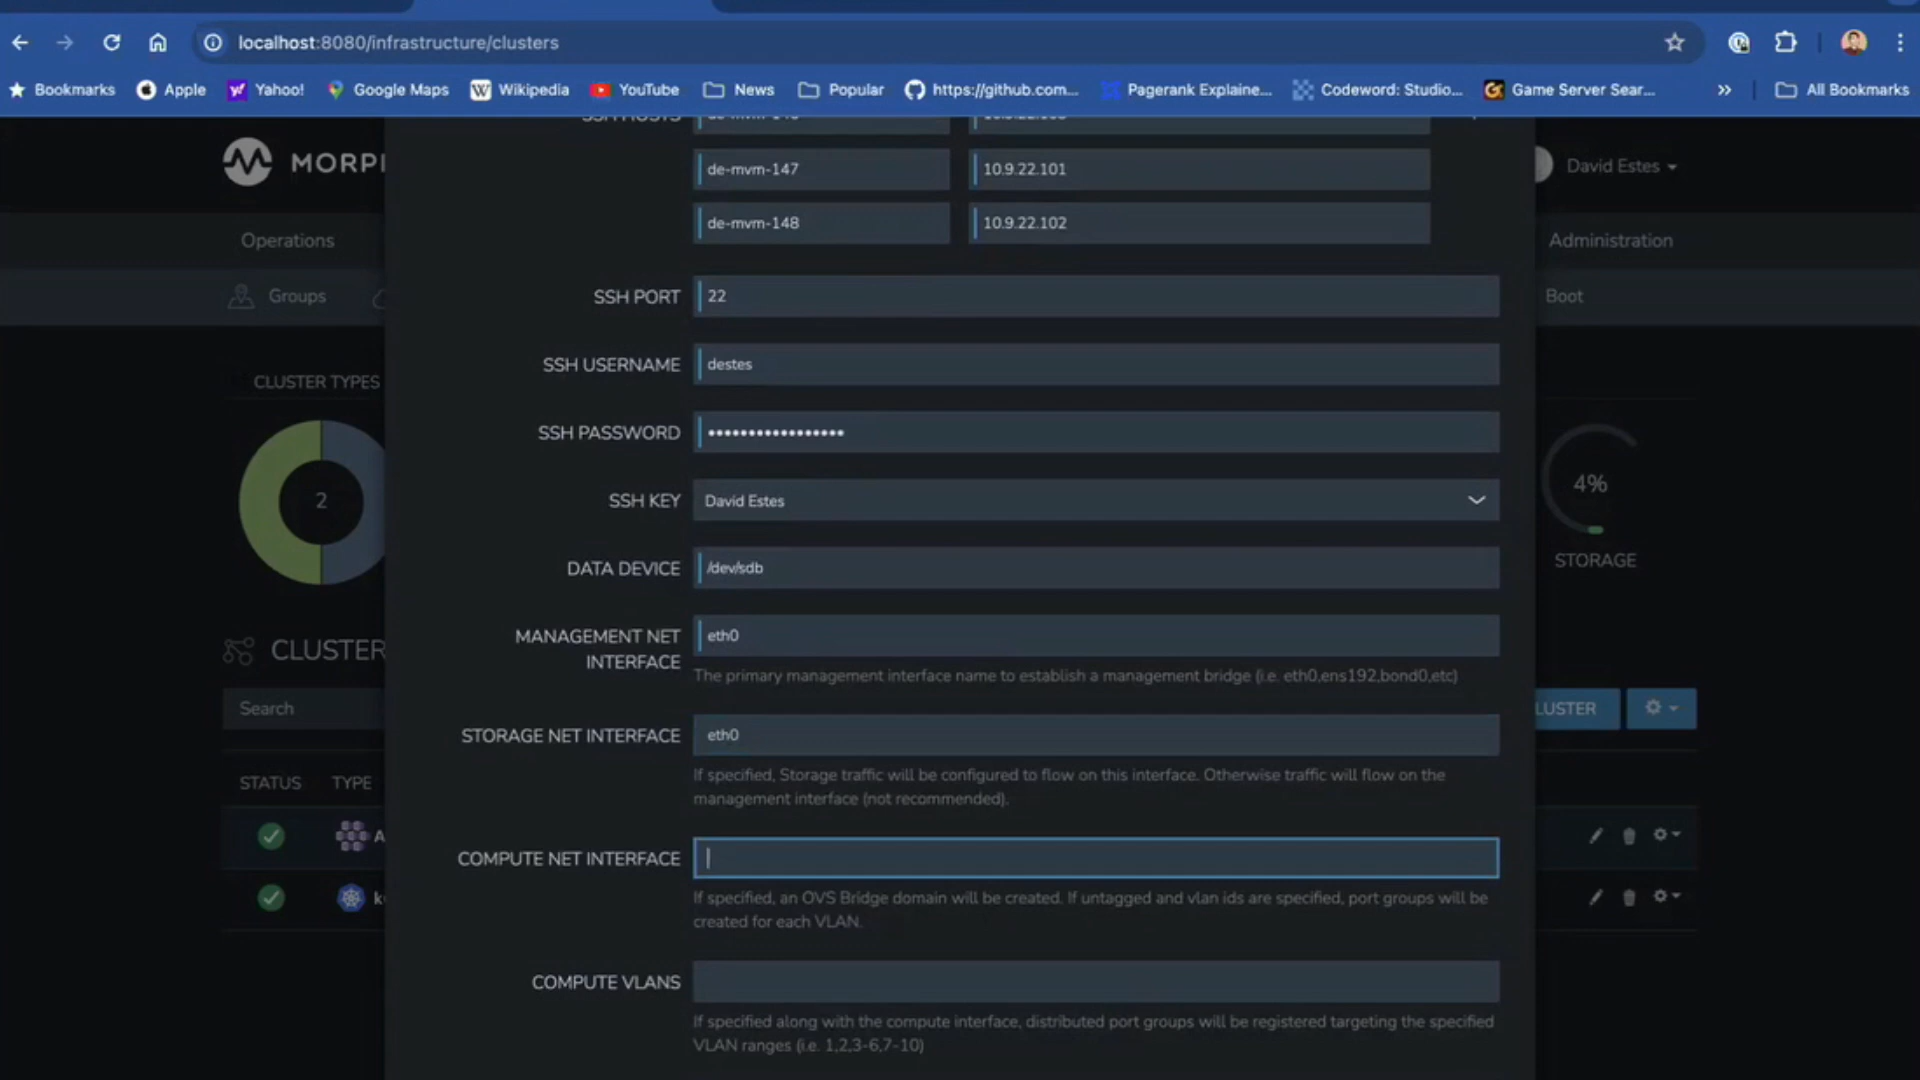 localhost:8080/infrastructure/clusters
Bookmarks Apple Yahoo! Google Maps Wikipedia YouTube News Popular https://github.com... Pagerank Explaine... Codeword: Studio... Game Server Sear... » All Bookmarks
SSH HOSTS
MORP David Estes
de-mvm-147 10.9.22.101
de-mvm-148 10.9.22.102
Operations Administration
Groups Boot
SSH PORT 22
SSH USERNAME destes
CLUSTER TYPES
SSH PASSWORD •••••••••••••••••
2
4%
SSH KEY David Estes
STORAGE
DATA DEVICE /dev/sdb
MANAGEMENT NET
INTERFACE
eth0
The primary management interface name to establish a management bridge (i.e. eth0,ens192,bond0,etc)
CLUSTER
Search LUSTER
STORAGE NET INTERFACE eth0
If specified, Storage traffic will be configured to flow on this interface. Otherwise traffic will flow on the
management interface (not recommended).
STATUS TYPE
A
COMPUTE NET INTERFACE
If specified, an OVS Bridge domain will be created. If untagged and vlan ids are specified, port groups will be
created for each VLAN.
k
COMPUTE VLANS
If specified along with the compute interface, distributed port groups will be registered targeting the specified
VLAN ranges (i.e. 1,2,3-6,7-10)